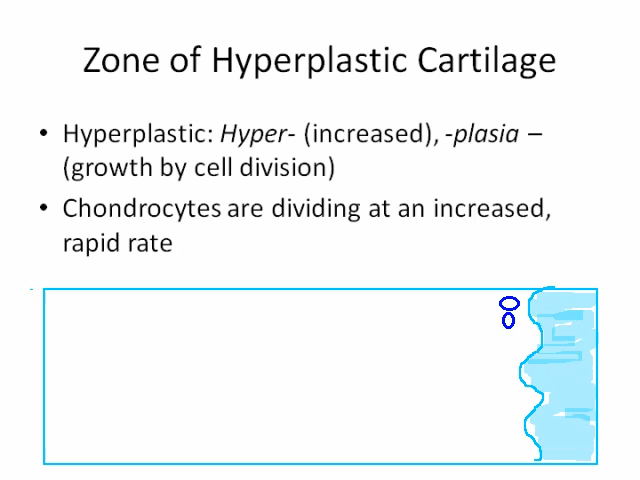 Zone of Hyperplastic Cartilage
• Hyperplastic: Hyper- (increased), -plasia –
(growth by cell division)
• Chondrocytes are dividing at an increased,
rapid rate